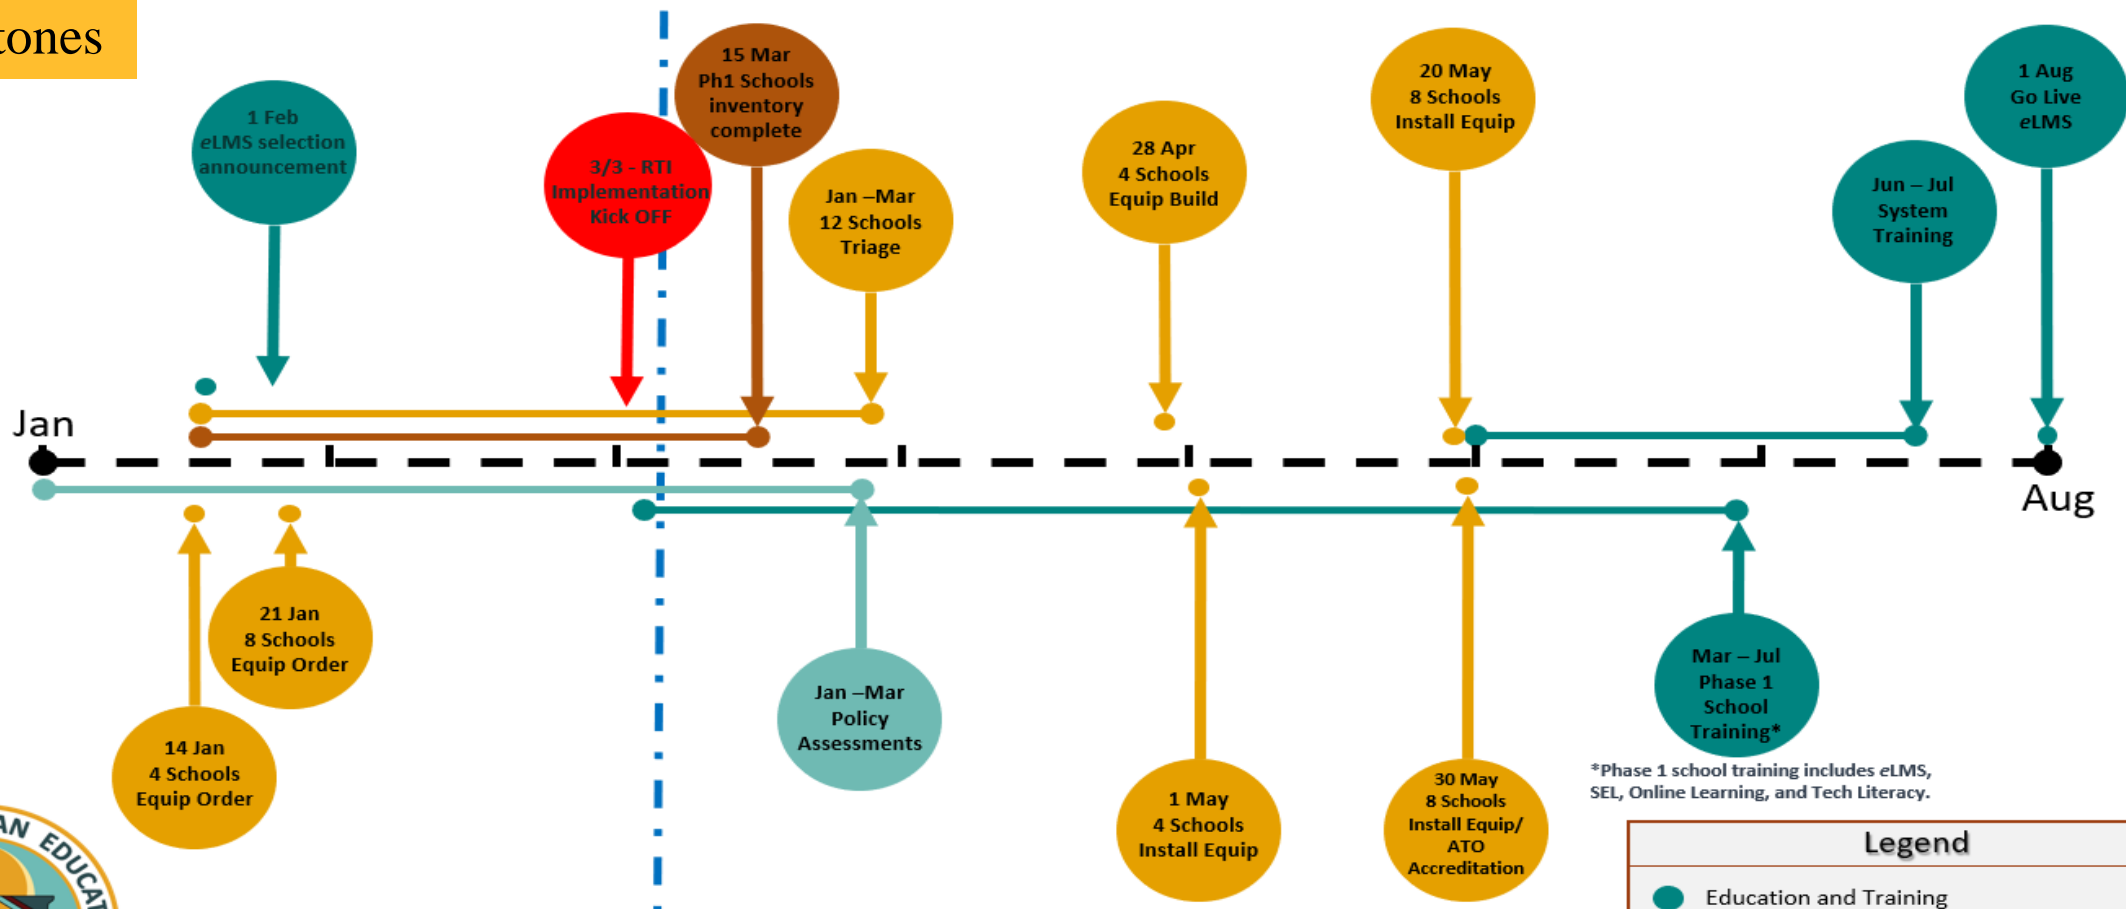 tones
1 Feb
eLMS selection
announcement
3/3 - RTI
Implementation
Kick OFF
15 Mar
Ph1 Schools
inventory
complete
Jan –Mar
12 Schools
Triage
28 Apr
4 Schools
Equip Build
20 May
8 Schools
Install Equip
Jun – Jul
System
Training
1 Aug
Go Live
eLMS
Jan
Aug
14 Jan
4 Schools
Equip Order
21 Jan
8 Schools
Equip Order
Jan –Mar
Policy
Assessments
1 May
4 Schools
Install Equip
30 May
8 Schools
Install Equip/
ATO
Accreditation
Mar – Jul
Phase 1
School
Training*
*Phase 1 school training includes eLMS,
SEL, Online Learning, and Tech Literacy.
Legend
Education and Training
AN EDUCAT